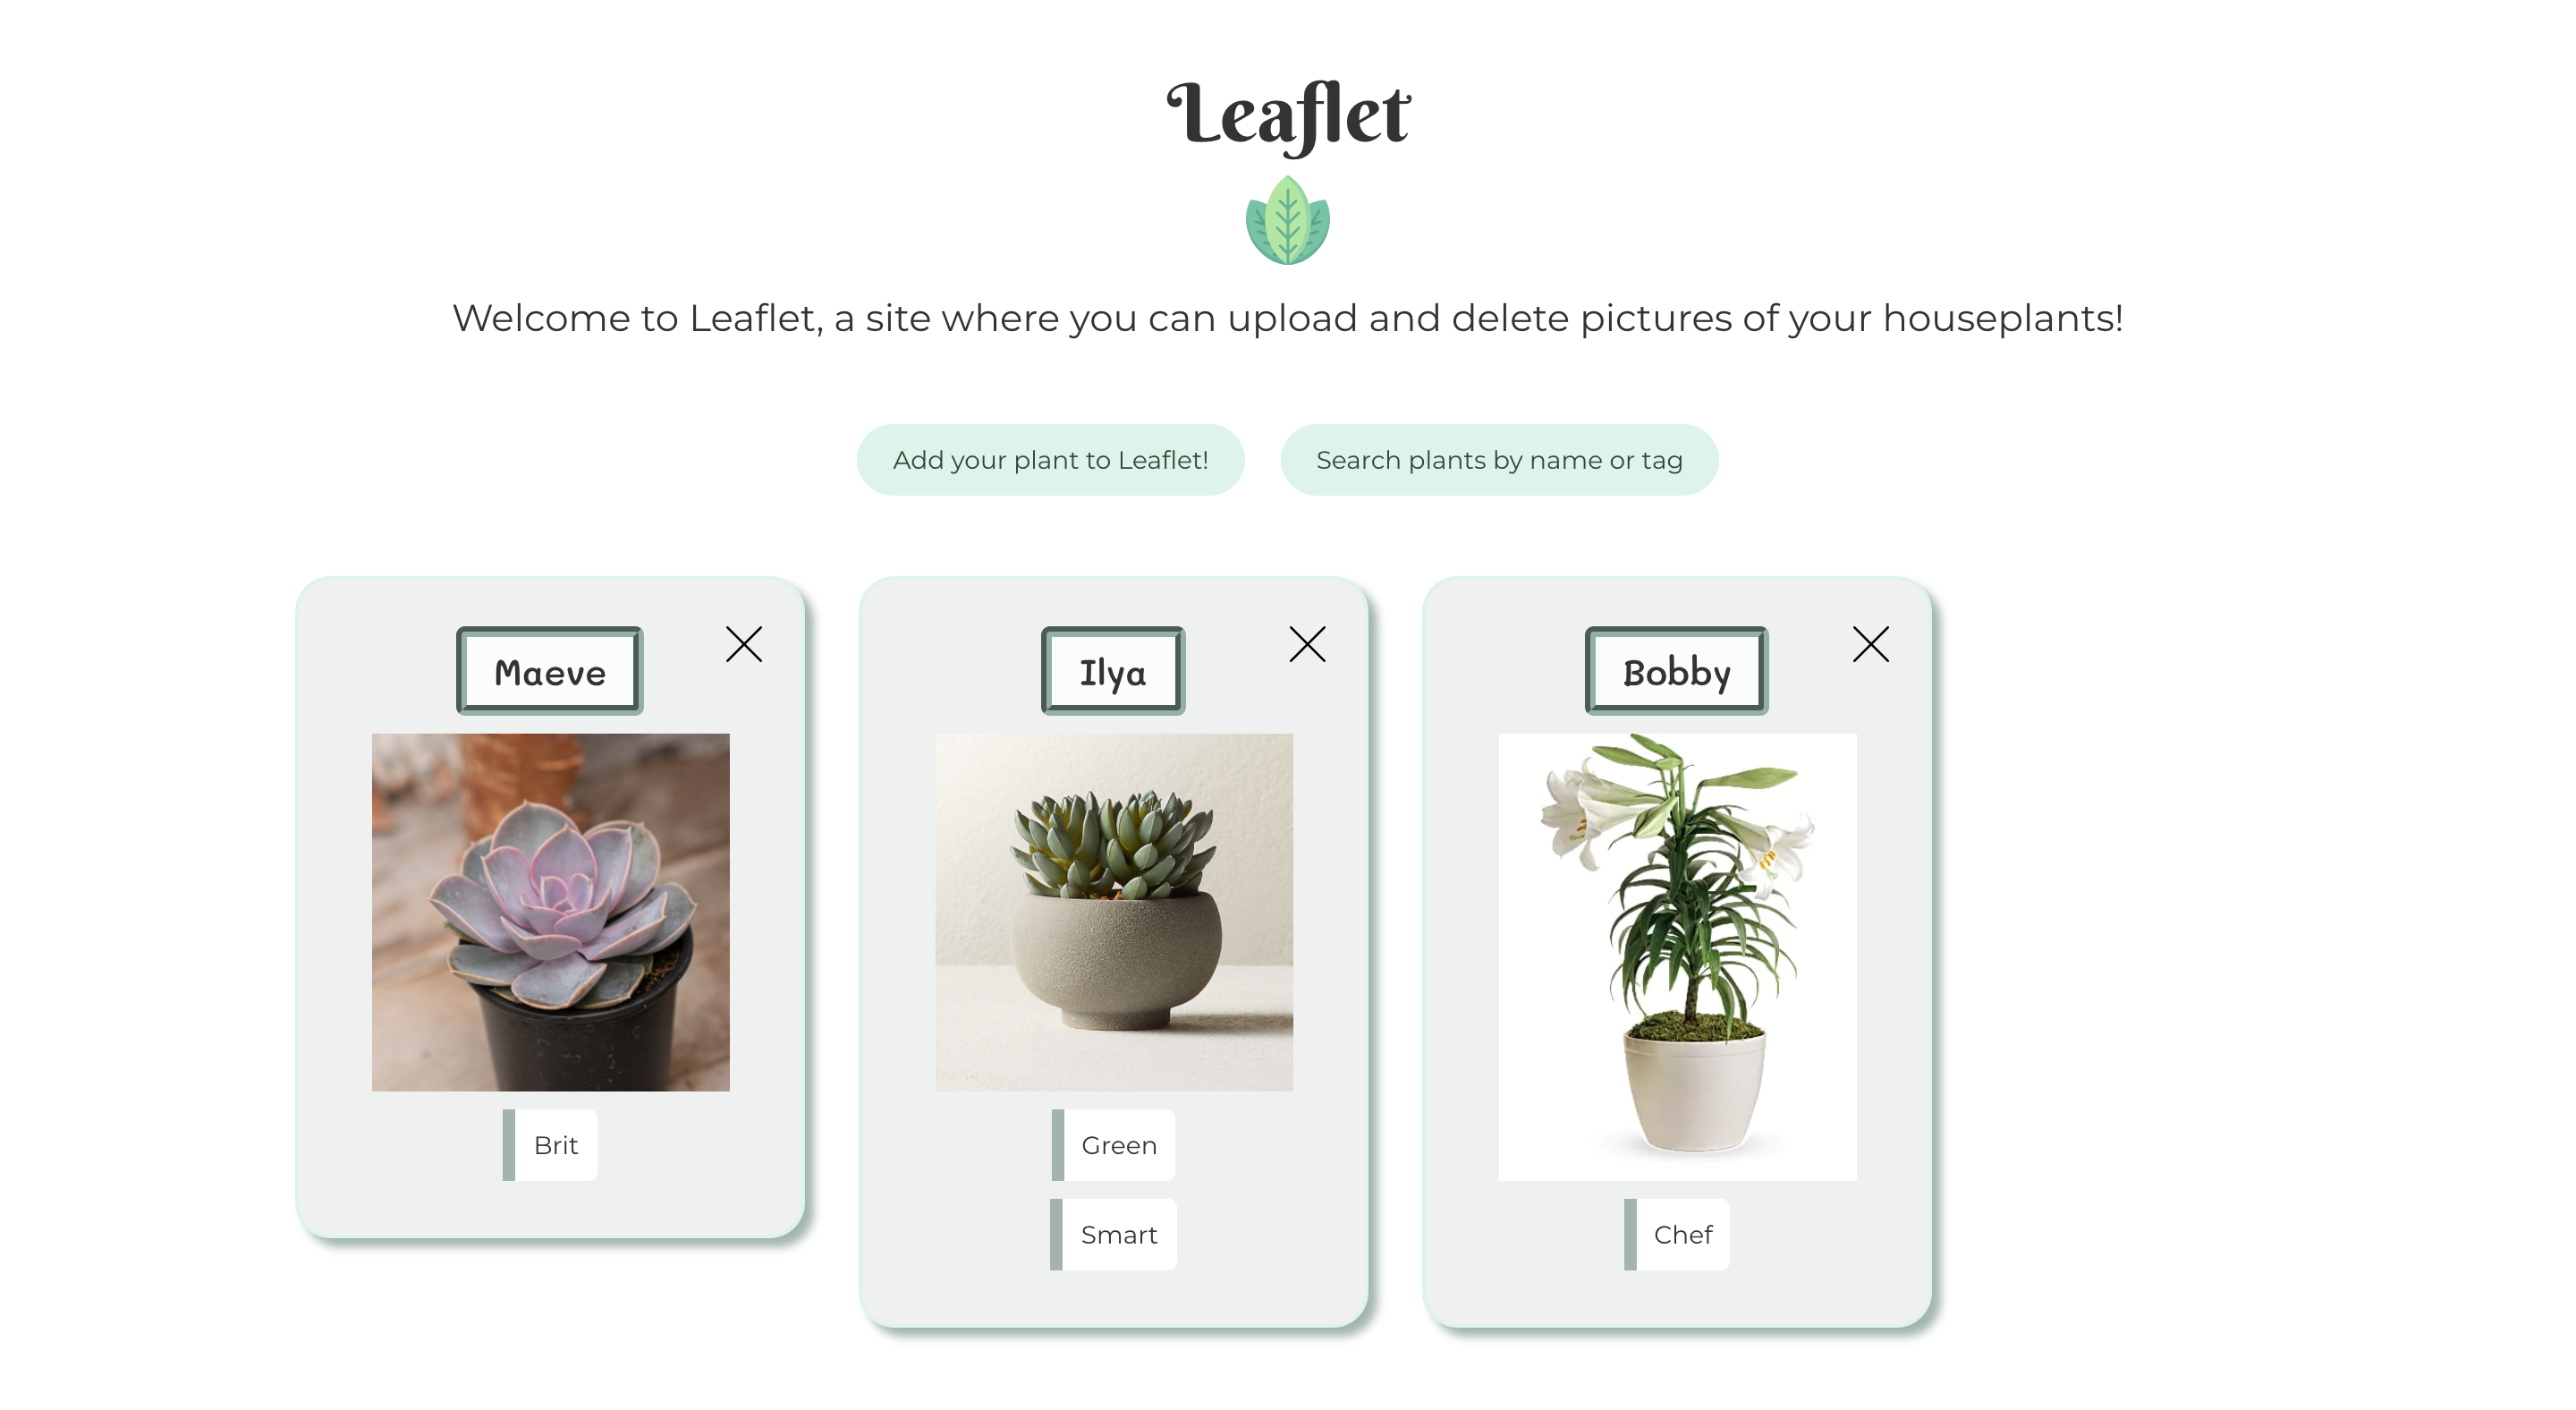 Leaflet
Welcome to Leaflet, a site where you can upload and delete pictures of your houseplants!
Add your plant to Leaflet!
Search plants by name or tag
Maeve
Brit
Ilya
Green
Smart
Bobby
Chef